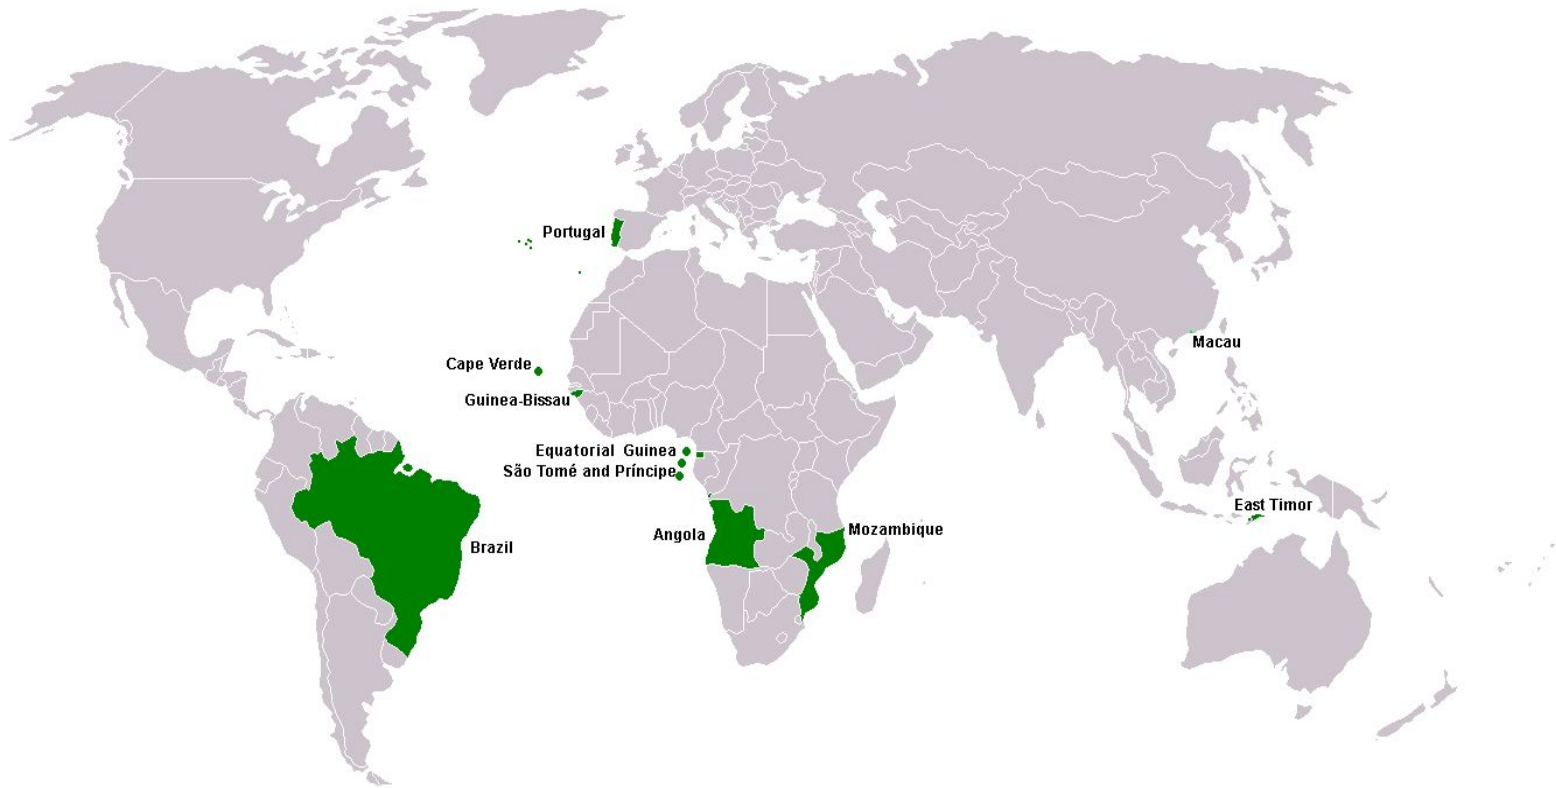 Portugal
Macau
Cape Verde
Guinea-Bissau
Equatorial Guinea
São Tomé and Príncipe
East Timor
Angola
Mozambique
Brazil